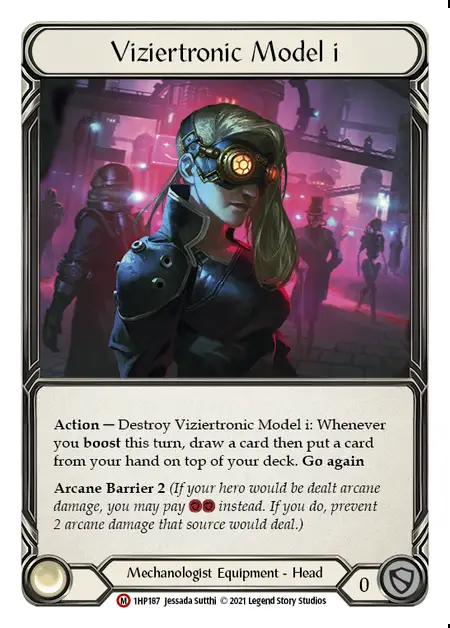 Viziertronic Model i
Action — Destroy Viziertronic Model i: Whenever
you boost this turn, draw a card then put a card
from your hand on top of your deck. Go again
Arcane Barrier 2 (If your hero would be dealt arcane
damage, you may pay instead. If you do, prevent
2 arcane damage that source would deal.)
Mechanologist Equipment - Head
0
M 1HP187 Jessada Sutthi © 2021 Legend Story Studios